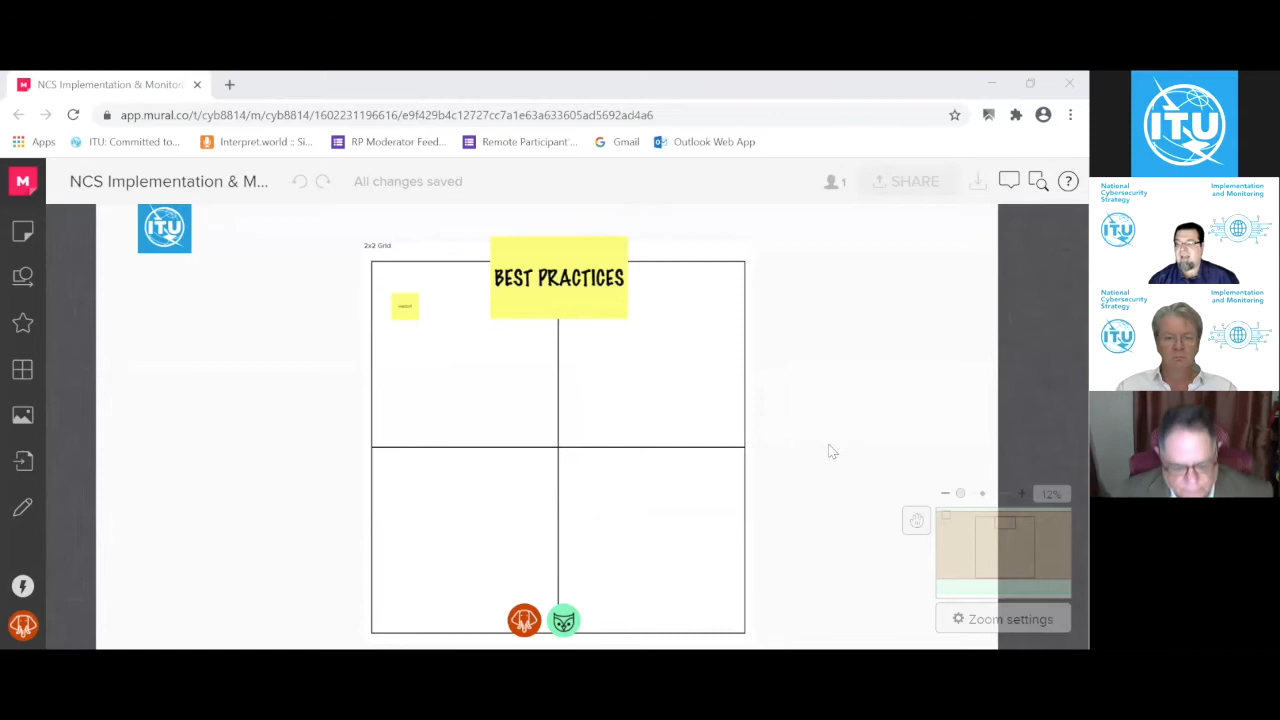 NCS Implementation & Monitori
app.mural.co/t/cyb8814/m/cyb8814/1602231196616/e9f429b4c12727cc7a1e63a633605ad5692ad4a6
Apps ITU: Committed to... Interpret.world :: Si... RP Moderator Feed... Remote Participant'... Gmail Outlook Web App
NCS Implementation & M... All changes saved 1 SHARE ?
ITU
2x2 Grid
BEST PRACTICES
12%
Zoom settings
ITU
National
Cybersecurity
Strategy
Implementation
and Monitoring
ITU
National
Cybersecurity
Strategy
Implementation
and Monitoring
ITU